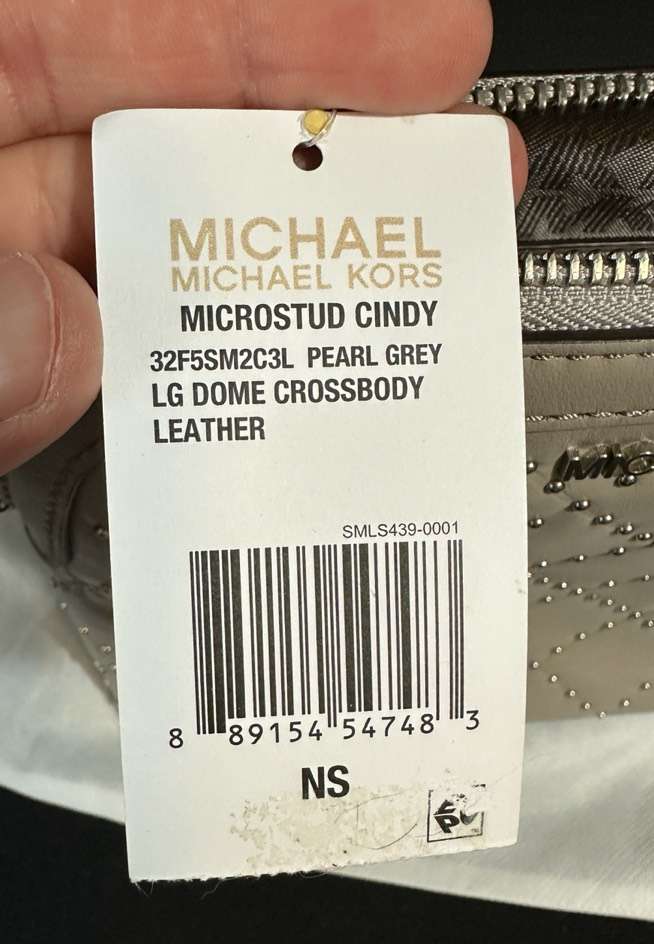 MICHAEL
MICHAEL KORS
MICROSTUD CINDY
32F5SM2C3L PEARL GREY
LG DOME CROSSBODY
LEATHER
SMLS439-0001
8 89154 54748 3
NS